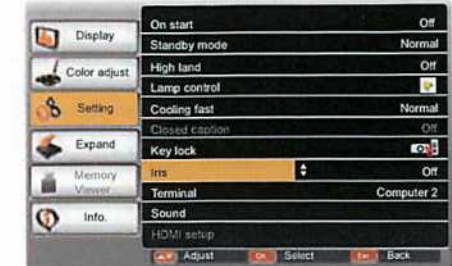 Display
Color adjust
Setting
Expand
Memory
Viewer
Info.
On start Off
Standby mode Normal
High land Off
Lamp control
Cooling fast Normal
Closed caption Off
Key lock
Iris Off
Terminal Computer 2
Sound
HDMI setup
Adjust OK Select Back